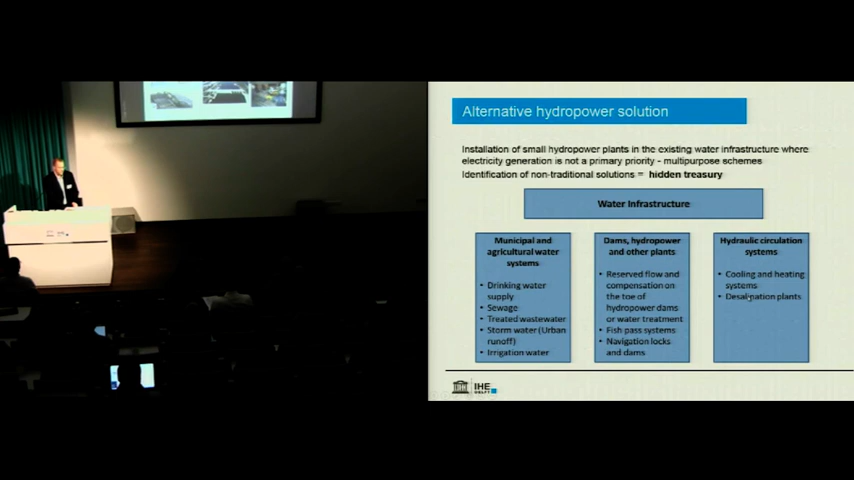 Alternative hydropower solution
Installation of small hydropower plants in the existing water infrastructure where
electricity generation is not a primary priority - multipurpose schemes
Identification of non-traditional solutions = hidden treasury
Water Infrastructure
Municipal and
agricultural water
systems
• Drinking water
supply
• Sewage
• Treated wastewater
• Storm water (Urban
runoff)
• Irrigation water
Dams, hydropower
and other plants
• Reserved flow and
compensation on
the toe of
hydropower dams
or water treatment
• Fish pass systems
• Navigation locks
and dams
Hydraulic circulation
systems
• Cooling and heating
systems
• Desalination plants
IHE
DELFT